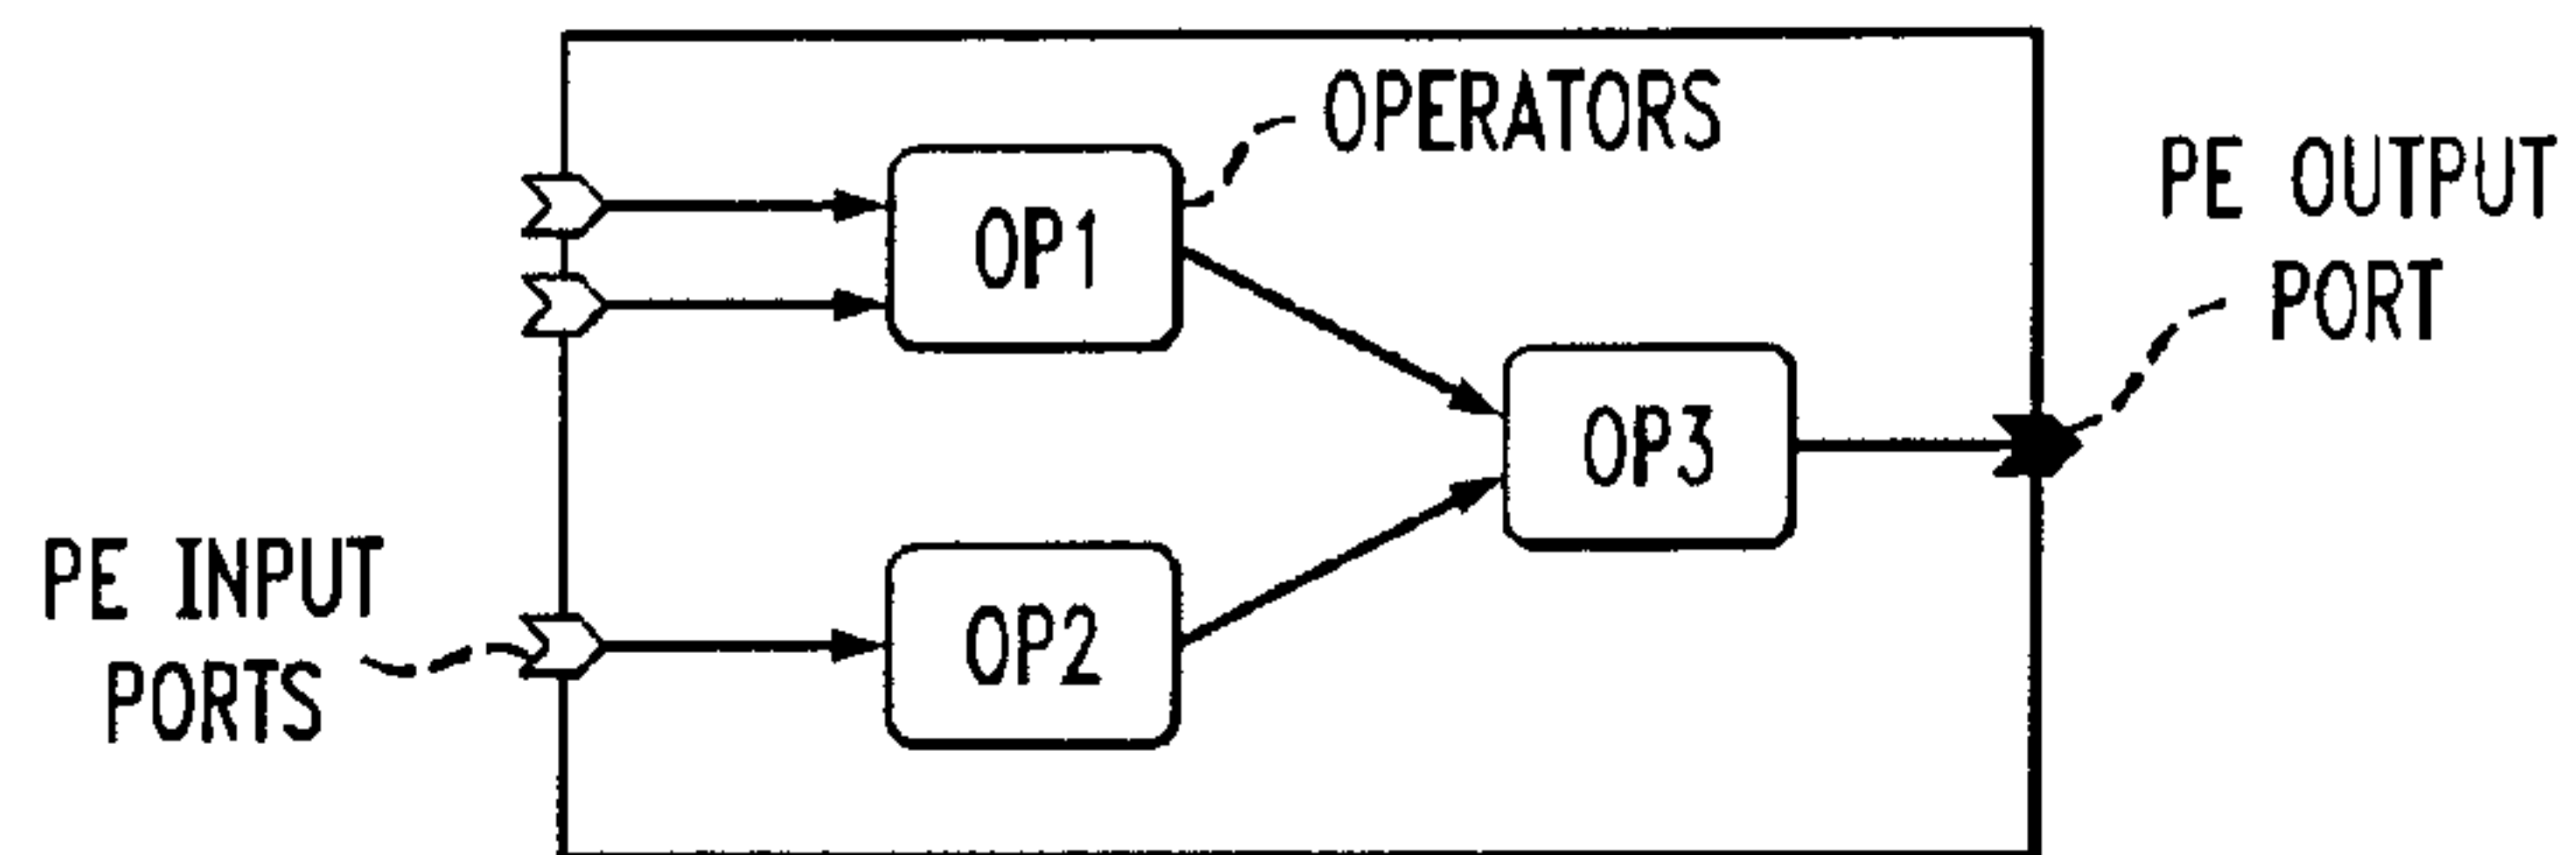 OPERATORS
PE OUTPUT
PORT
OP1
OP3
PE INPUT
PORTS
OP2